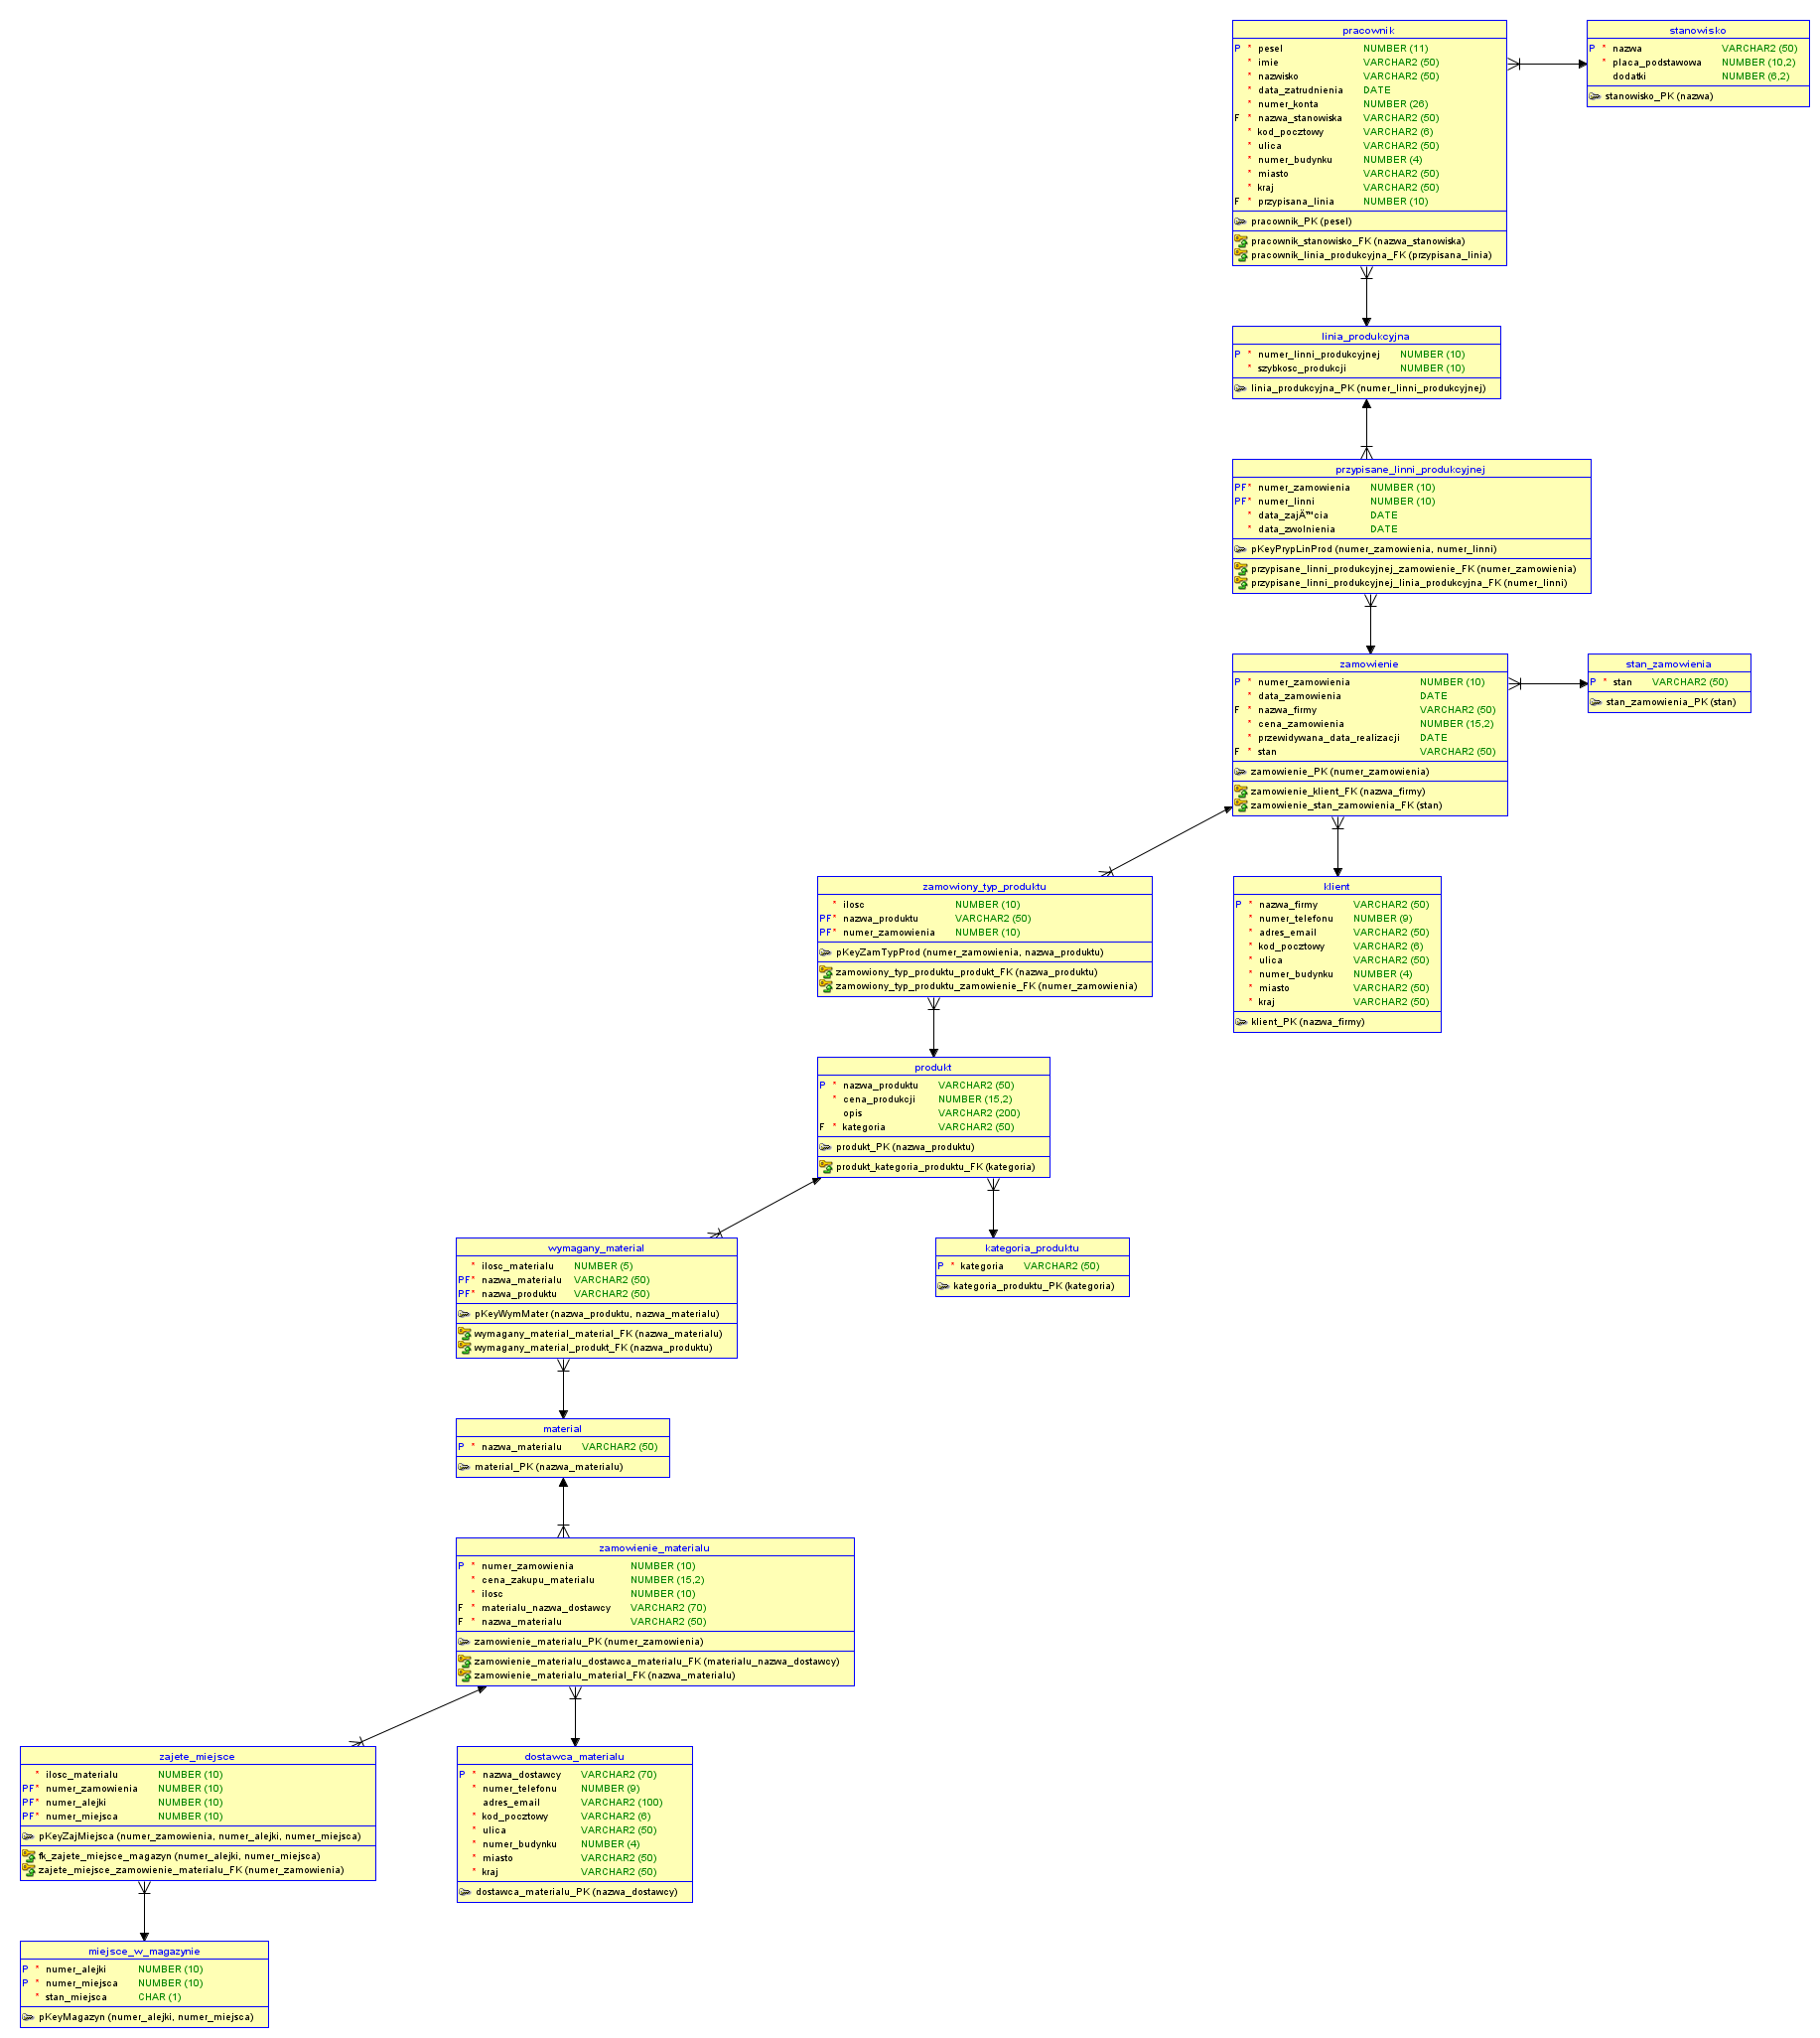 pracownik
P * pesel NUMBER (11)
* imie VARCHAR2 (50)
* nazwisko VARCHAR2 (50)
* data_zatrudnienia DATE
* numer_konta NUMBER (26)
F * nazwa_stanowiska VARCHAR2 (50)
* kod_pocztowy VARCHAR2 (6)
* ulica VARCHAR2 (50)
* numer_budynku NUMBER (4)
* miasto VARCHAR2 (50)
* kraj VARCHAR2 (50)
F * przypisana_linia NUMBER (10)
pracownik_PK (pesel)
pracownik_stanowisko_FK (nazwa_stanowiska)
pracownik_linia_produkcyjna_FK (przypisana_linia)
stanowisko
P * nazwa VARCHAR2 (50)
* placa_podstawowa NUMBER (10,2)
dodatki NUMBER (6,2)
stanowisko_PK (nazwa)
linia_produkcyjna
P * numer_linni_produkcyjnej NUMBER (10)
* szybkosc_produkcji NUMBER (10)
linia_produkcyjna_PK (numer_linni_produkcyjnej)
przypisane_linni_produkcyjnej
PF* numer_zamowienia NUMBER (10)
PF* numer_linni NUMBER (10)
* data_zajÄ™cia DATE
* data_zwolnienia DATE
pKeyPrypLinProd (numer_zamowienia, numer_linni)
przypisane_linni_produkcyjnej_zamowienie_FK (numer_zamowienia)
przypisane_linni_produkcyjnej_linia_produkcyjna_FK (numer_linni)
zamowienie
P * numer_zamowienia NUMBER (10)
* data_zamowienia DATE
F * nazwa_firmy VARCHAR2 (50)
* cena_zamowienia NUMBER (15,2)
* przewidywana_data_realizacji DATE
F * stan VARCHAR2 (50)
zamowienie_PK (numer_zamowienia)
zamowienie_klient_FK (nazwa_firmy)
zamowienie_stan_zamowienia_FK (stan)
stan_zamowienia
P * stan VARCHAR2 (50)
stan_zamowienia_PK (stan)
zamowiony_typ_produktu
* ilosc NUMBER (10)
PF* nazwa_produktu VARCHAR2 (50)
PF* numer_zamowienia NUMBER (10)
pKeyZamTypProd (numer_zamowienia, nazwa_produktu)
zamowiony_typ_produktu_produkt_FK (nazwa_produktu)
zamowiony_typ_produktu_zamowienie_FK (numer_zamowienia)
klient
P * nazwa_firmy VARCHAR2 (50)
* numer_telefonu NUMBER (9)
* adres_email VARCHAR2 (50)
* kod_pocztowy VARCHAR2 (6)
* ulica VARCHAR2 (50)
* numer_budynku NUMBER (4)
* miasto VARCHAR2 (50)
* kraj VARCHAR2 (50)
klient_PK (nazwa_firmy)
produkt
P * nazwa_produktu VARCHAR2 (50)
* cena_produkcji NUMBER (15,2)
opis VARCHAR2 (200)
F * kategoria VARCHAR2 (50)
produkt_PK (nazwa_produktu)
produkt_kategoria_produktu_FK (kategoria)
wymagany_material
* ilosc_materialu NUMBER (5)
PF* nazwa_materialu VARCHAR2 (50)
PF* nazwa_produktu VARCHAR2 (50)
pKeyWymMater (nazwa_produktu, nazwa_materialu)
wymagany_material_material_FK (nazwa_materialu)
wymagany_material_produkt_FK (nazwa_produktu)
kategoria_produktu
P * kategoria VARCHAR2 (50)
kategoria_produktu_PK (kategoria)
material
P * nazwa_materialu VARCHAR2 (50)
material_PK (nazwa_materialu)
zamowienie_materialu
P * numer_zamowienia NUMBER (10)
* cena_zakupu_materialu NUMBER (15,2)
* ilosc NUMBER (10)
F * materialu_nazwa_dostawcy VARCHAR2 (70)
F * nazwa_materialu VARCHAR2 (50)
zamowienie_materialu_PK (numer_zamowienia)
zamowienie_materialu_dostawca_materialu_FK (materialu_nazwa_dostawcy)
zamowienie_materialu_material_FK (nazwa_materialu)
zajete_miejsce
* ilosc_materialu NUMBER (10)
PF* numer_zamowienia NUMBER (10)
PF* numer_alejki NUMBER (10)
PF* numer_miejsca NUMBER (10)
pKeyZajMiejsca (numer_zamowienia, numer_alejki, numer_miejsca)
fk_zajete_miejsce_magazyn (numer_alejki, numer_miejsca)
zajete_miejsce_zamowienie_materialu_FK (numer_zamowienia)
dostawca_materialu
P * nazwa_dostawcy VARCHAR2 (70)
* numer_telefonu NUMBER (9)
adres_email VARCHAR2 (100)
* kod_pocztowy VARCHAR2 (6)
* ulica VARCHAR2 (50)
* numer_budynku NUMBER (4)
* miasto VARCHAR2 (50)
* kraj VARCHAR2 (50)
dostawca_materialu_PK (nazwa_dostawcy)
miejsce_w_magazynie
P * numer_alejki NUMBER (10)
P * numer_miejsca NUMBER (10)
* stan_miejsca CHAR (1)
pKeyMagazyn (numer_alejki, numer_miejsca)